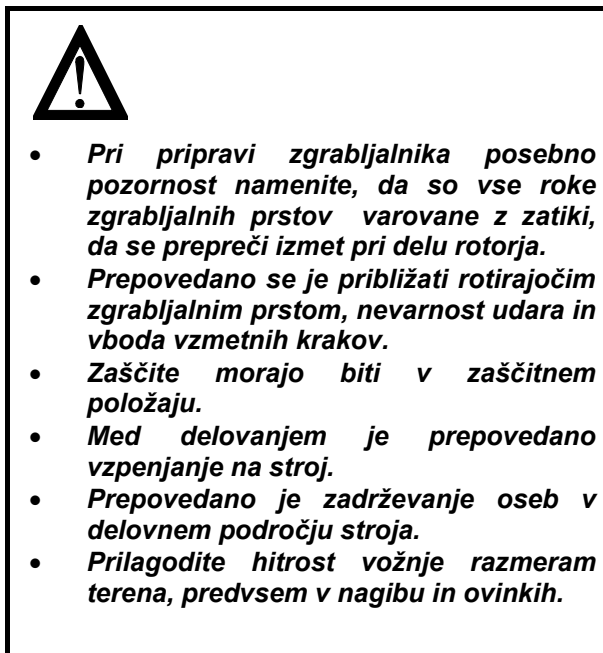 • Pri pripravi zgrabljalnika posebno
pozornost namenite, da so vse roke
zgrabljalnih prstov varovane z zatiki,
da se prepreči izmet pri delu rotorja.
• Prepovedano se je približati rotirajočim
zgrabljalnim prstom, nevarnost udara in
vboda vzmetnih krakov.
• Zaščite morajo biti v zaščitnem
položaju.
• Med delovanjem je prepovedano
vzpenjanje na stroj.
• Prepovedano je zadrževanje oseb v
delovnem področju stroja.
• Prilagodite hitrost vožnje razmeram
terena, predvsem v nagibu in ovinkih.